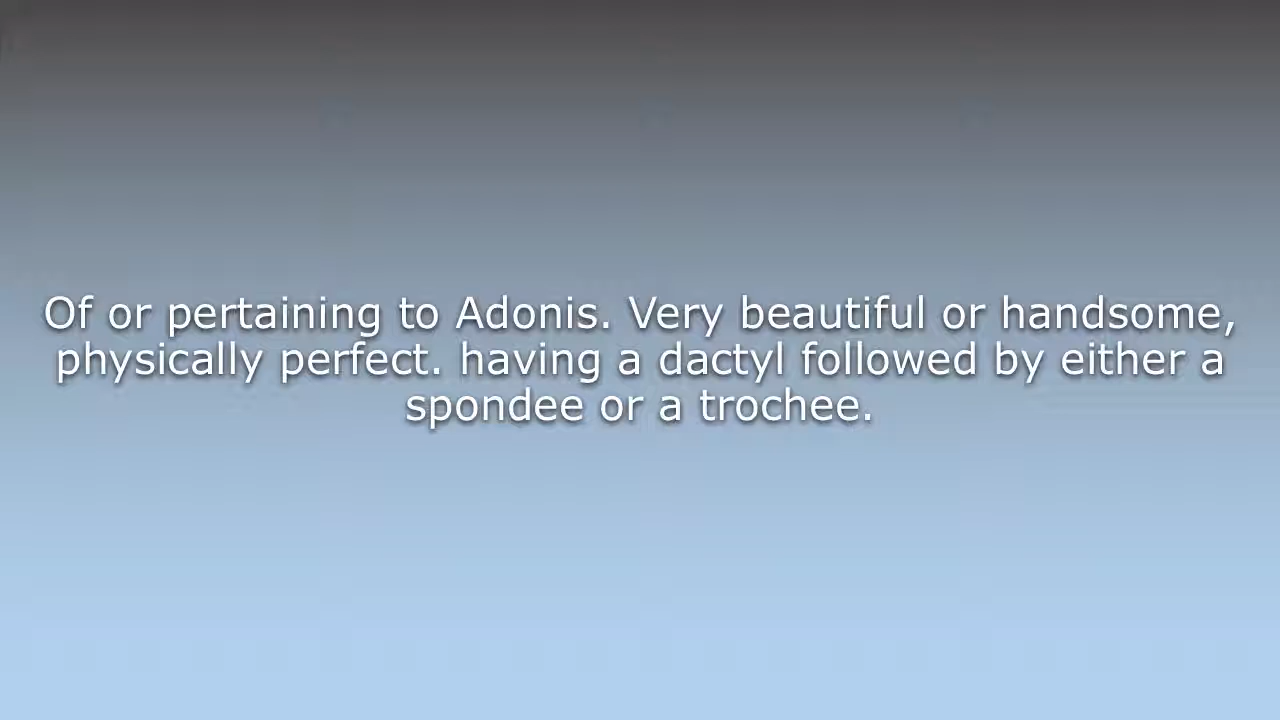 Of or pertaining to Adonis. Very beautiful or handsome,
physically perfect. having a dactyl followed by either a
spondee or a trochee.